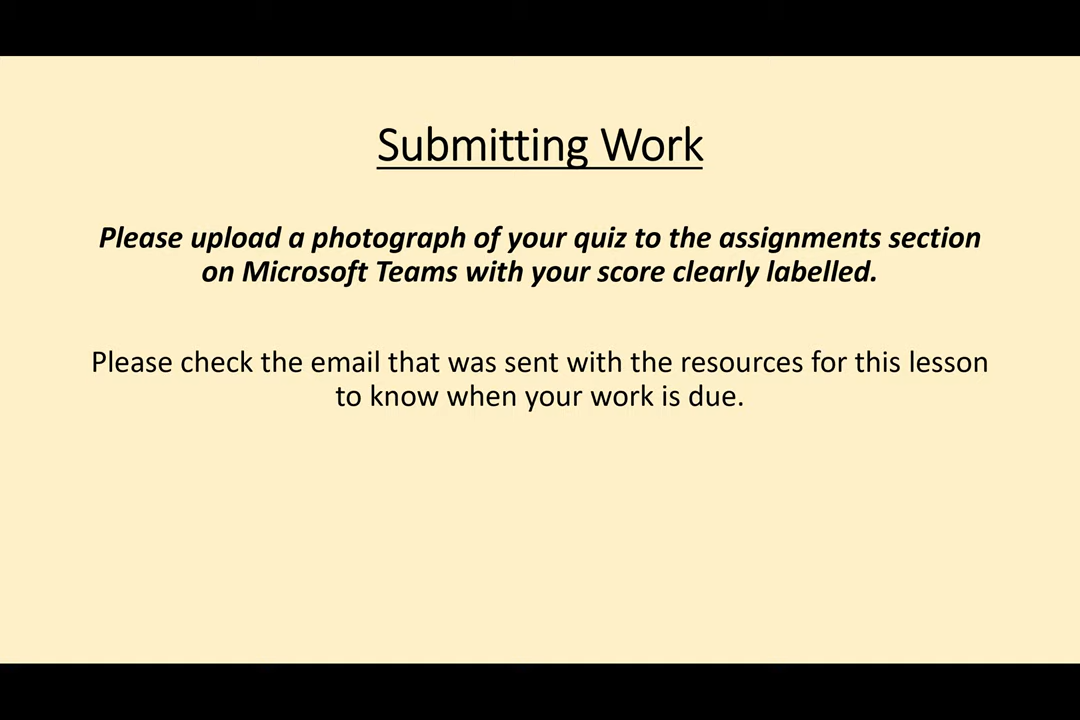 Submitting Work
Please upload a photograph of your quiz to the assignments section
on Microsoft Teams with your score clearly labelled.
Please check the email that was sent with the resources for this lesson
to know when your work is due.